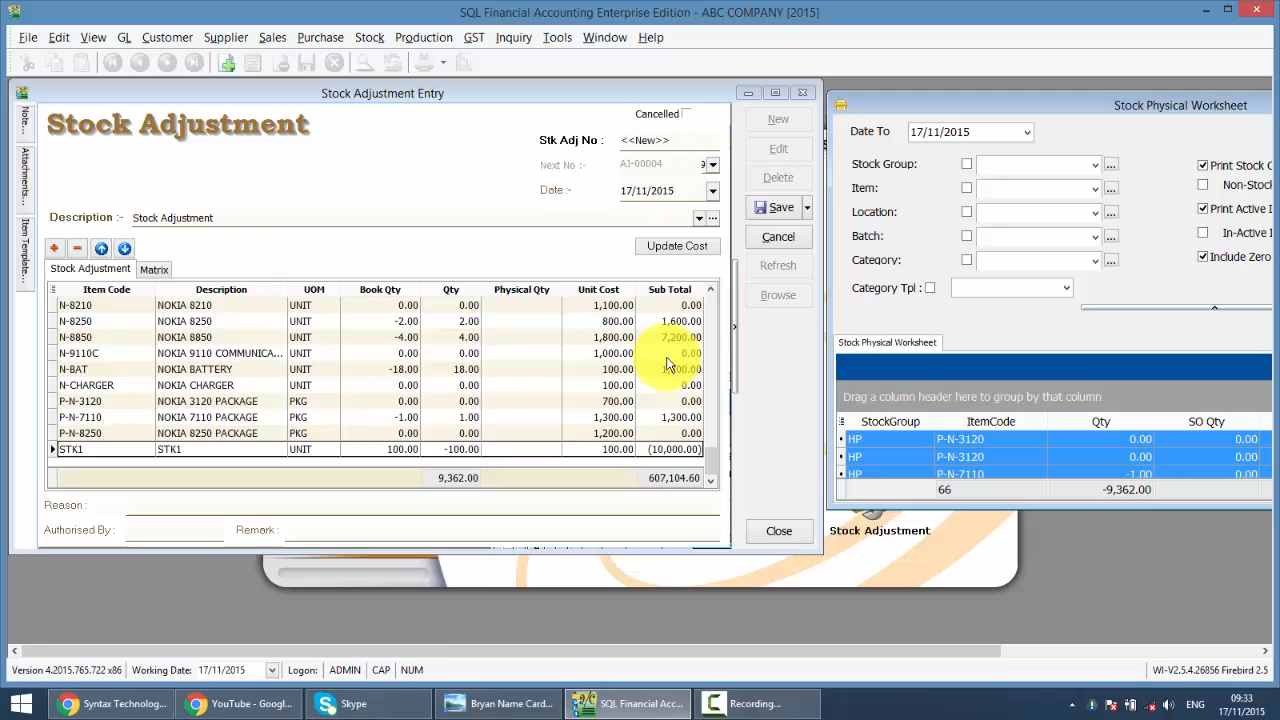 SQL Financial Accounting Enterprise Edition - ABC COMPANY [2015]
File Edit View GL Customer Supplier Sales Purchase Stock Production GST Inquiry Tools Window Help
Stock Adjustment Entry
Note...
Attachments...
Item Template...
Stock Adjustment
Cancelled
Stk Adj No : <<New>>
Next No :- AJ-00004
Date :- 17/11/2015
Description :- Stock Adjustment
Update Cost
Stock Adjustment Matrix
Item Code Description UOM Book Qty Qty Physical Qty Unit Cost Sub Total
N-8210 NOKIA 8210 UNIT 0.00 0.00 1,100.00 0.00
N-8250 NOKIA 8250 UNIT -2.00 2.00 800.00 1,600.00
N-8850 NOKIA 8850 UNIT -4.00 4.00 1,800.00 7,200.00
N-9110C NOKIA 9110 COMMUNICA... UNIT 0.00 0.00 1,000.00 0.00
N-BAT NOKIA BATTERY UNIT -18.00 18.00 100.00
N-CHARGER NOKIA CHARGER UNIT 0.00 0.00 100.00 0.00
P-N-3120 NOKIA 3120 PACKAGE PKG 0.00 0.00 700.00 0.00
P-N-7110 NOKIA 7110 PACKAGE PKG -1.00 1.00 1,300.00 1,300.00
P-N-8250 NOKIA 8250 PACKAGE PKG 0.00 0.00 1,200.00 0.00
STK1 STK1 UNIT 100.00 -100.00 100.00 (10,000.00)
9,362.00 607,104.60
Reason :
Authorised By : Remark :
New
Edit
Delete
Save
Cancel
Refresh
Browse
Close
Stock Physical Worksheet
Date To 17/11/2015
Stock Group: Print Stock
Item: Non-Stock
Location: Print Active
Batch: In-Active
Category: Include Zero
Category Tpl :
Stock Physical Worksheet
Drag a column header here to group by that column
StockGroup ItemCode Qty SO Qty
HP P-N-3120 0.00 0.00
HP P-N-3120 0.00 0.00
HP P-N-7110 -1.00 0.00
66 -9,362.00
Stock Adjustment
Version 4.2015.765.722 x86 Working Date: 17/11/2015 Logon: ADMIN CAP NUM WI-V2.5.4.26856 Firebird 2.5
Syntax Technolog... YouTube - Googl... Skype Bryan Name Card... SQL Financial Acc... Recording... ENG 09:33
17/11/2015